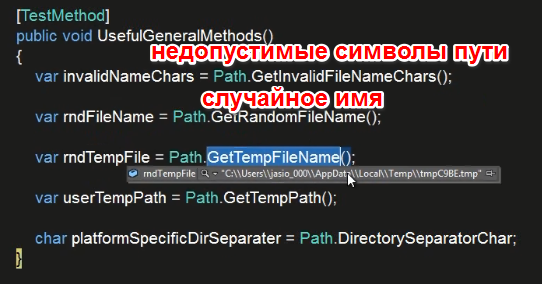 [TestMethod]
public void UsefulGeneralMethods()
недопустимые символы пути
{
var invalidNameChars = Path.GetInvalidFileNameChars();
случайное имя
var rndFileName = Path.GetRandomFileName();
var rndTempFile = Path.GetTempFileName();
rndTempFile "C:\\Users\\jasio_000\\AppData\\Local\\Temp\\tmpC9BE.tmp"
var userTempPath = Path.GetTempPath();
char platformSpecificDirSeparater = Path.DirectorySeparatorChar;
}